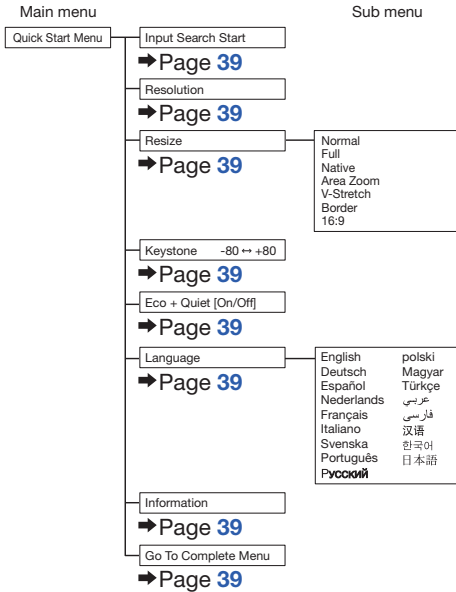 Main menu
Sub menu
Quick Start Menu
Input Search Start
➡Page 39
Resolution
➡Page 39
Resize
➡Page 39
Normal
Full
Native
Area Zoom
V-Stretch
Border
16:9
Keystone -80 ↔ +80
➡Page 39
Eco + Quiet [On/Off]
➡Page 39
Language
➡Page 39
English polski
Deutsch Magyar
Español Türkçe
Nederlands عربي
Français فارسی
Italiano 汉语
Svenska 한국어
Português 日本語
Русский
Information
➡Page 39
Go To Complete Menu
➡Page 39